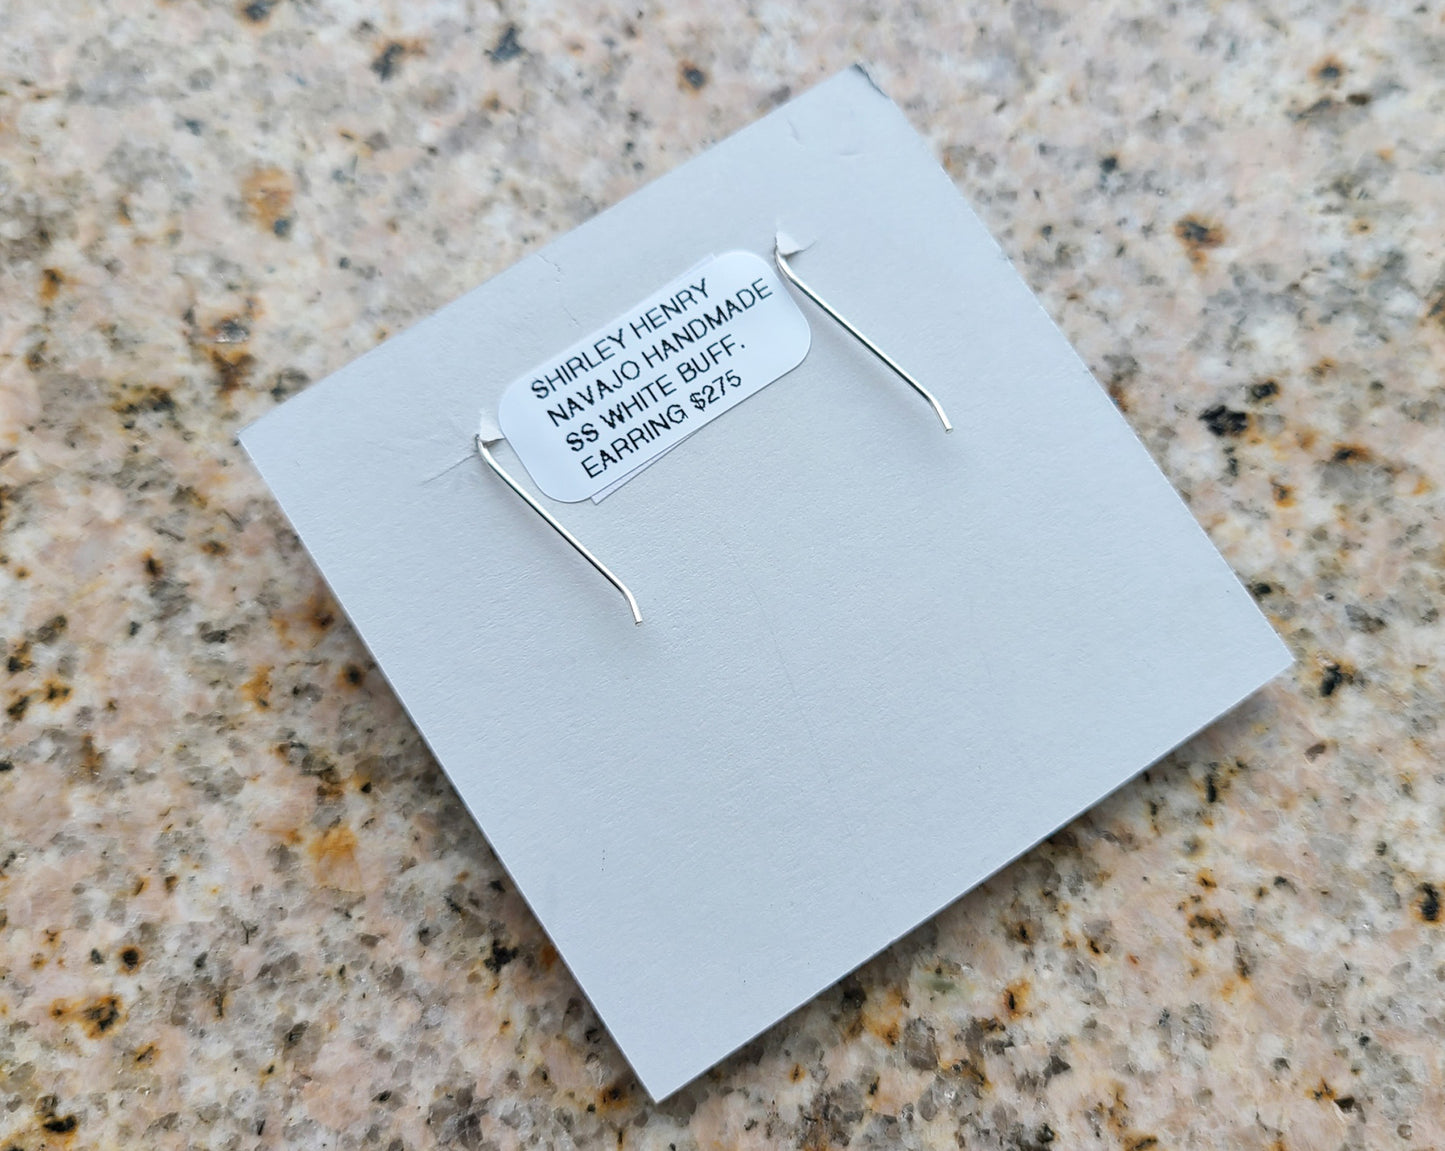 SHIRLEY HENRY
NAVAJO HANDMADE
SS WHITE BUFF.
EARRING $275